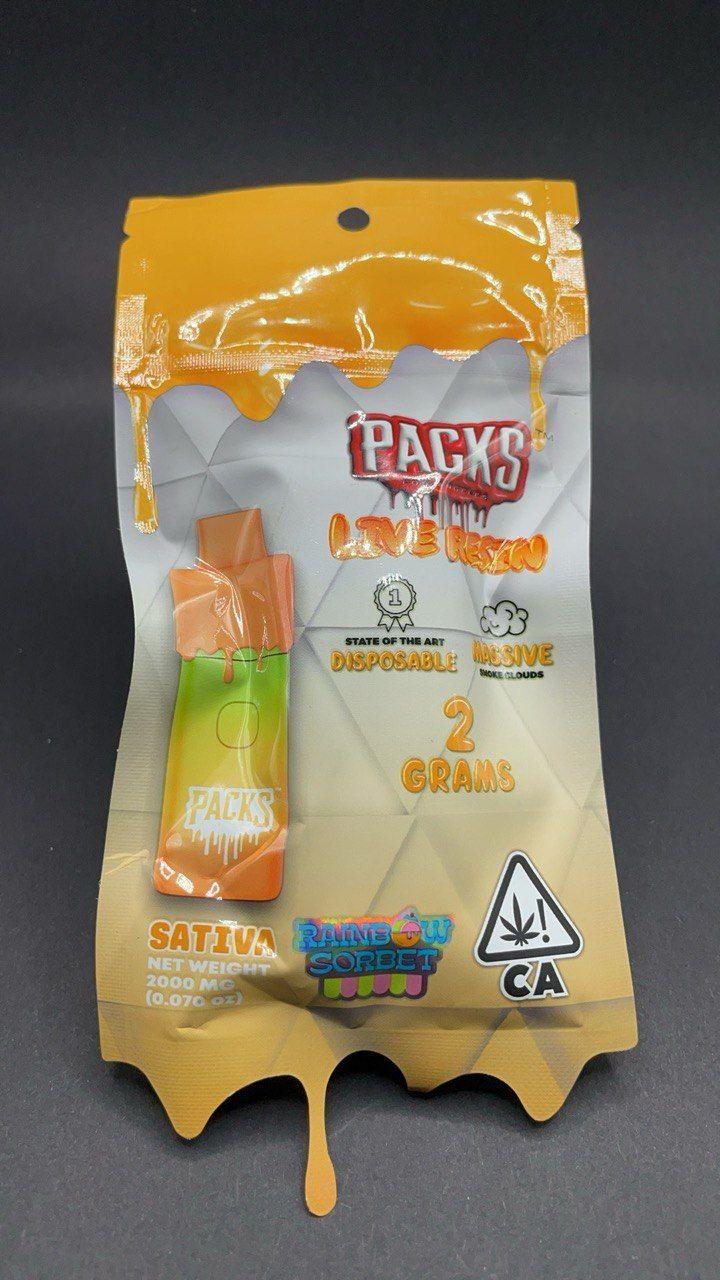 PACKS
TM
LIVE RESIN
1
STATE OF THE ART
DISPOSABLE
MASSIVE
SMOKE CLOUDS
2
GRAMS
PACKS
SATIVA
NET WEIGHT
2000 MG
(0.070 oz)
RAINBOW
SORBET
!
CA